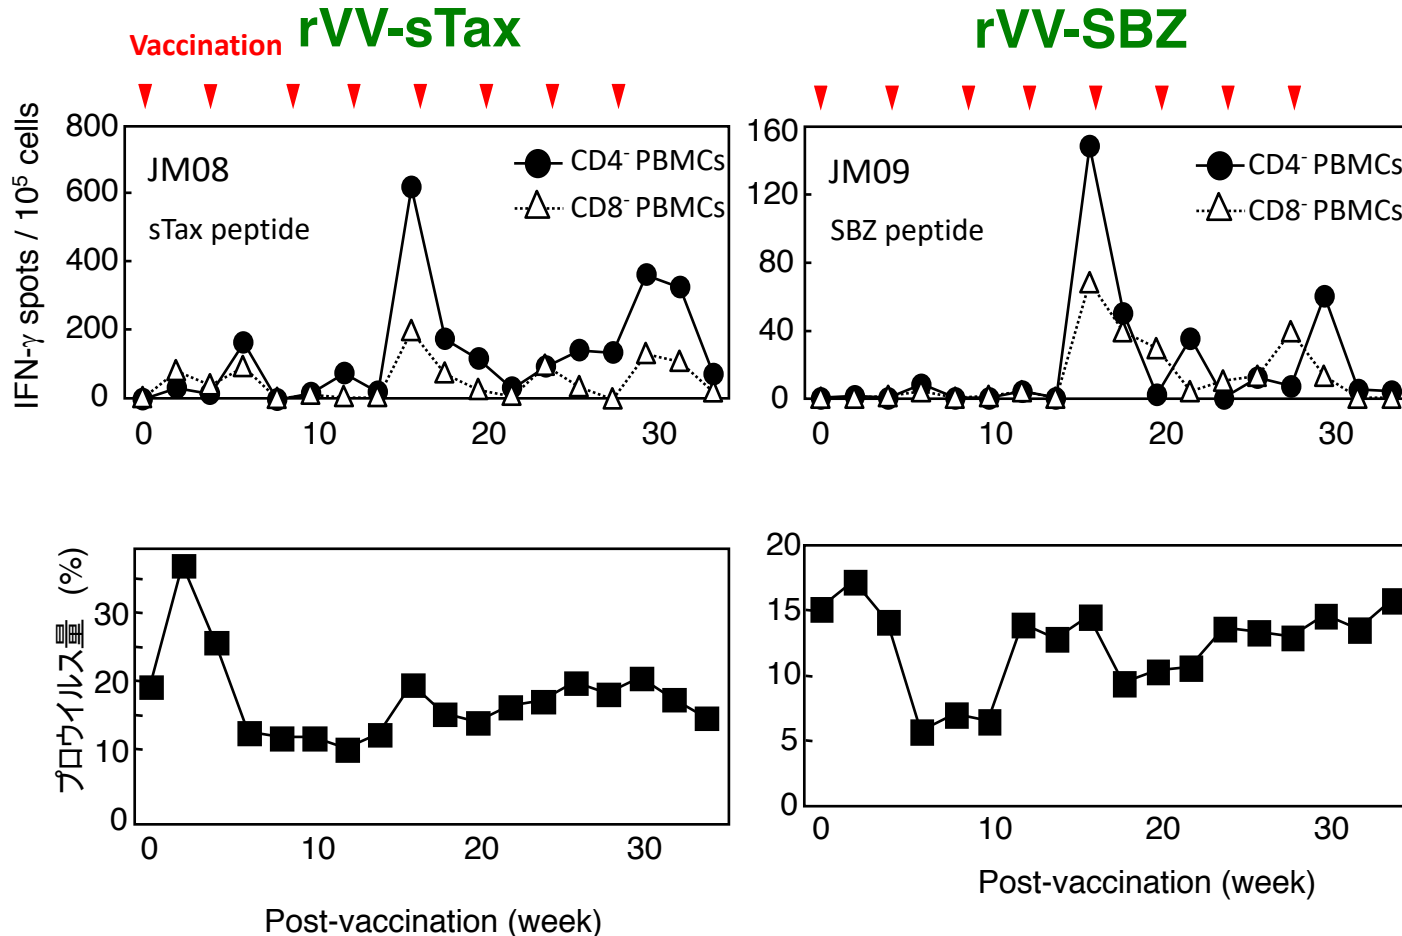 Vaccination rVV-sTax
rVV-SBZ
IFN-γ spots / 10⁵ cells
800
600
400
200
0
0 10 20 30
JM08
sTax peptide
CD4⁻ PBMCs
CD8⁻ PBMCs
160
120
80
40
0
0 10 20 30
JM09
SBZ peptide
CD4⁻ PBMCs
CD8⁻ PBMCs
プロウイルス量 (%)
30
20
10
0
0 10 20 30
Post-vaccination (week)
20
15
10
5
0
0 10 20 30
Post-vaccination (week)